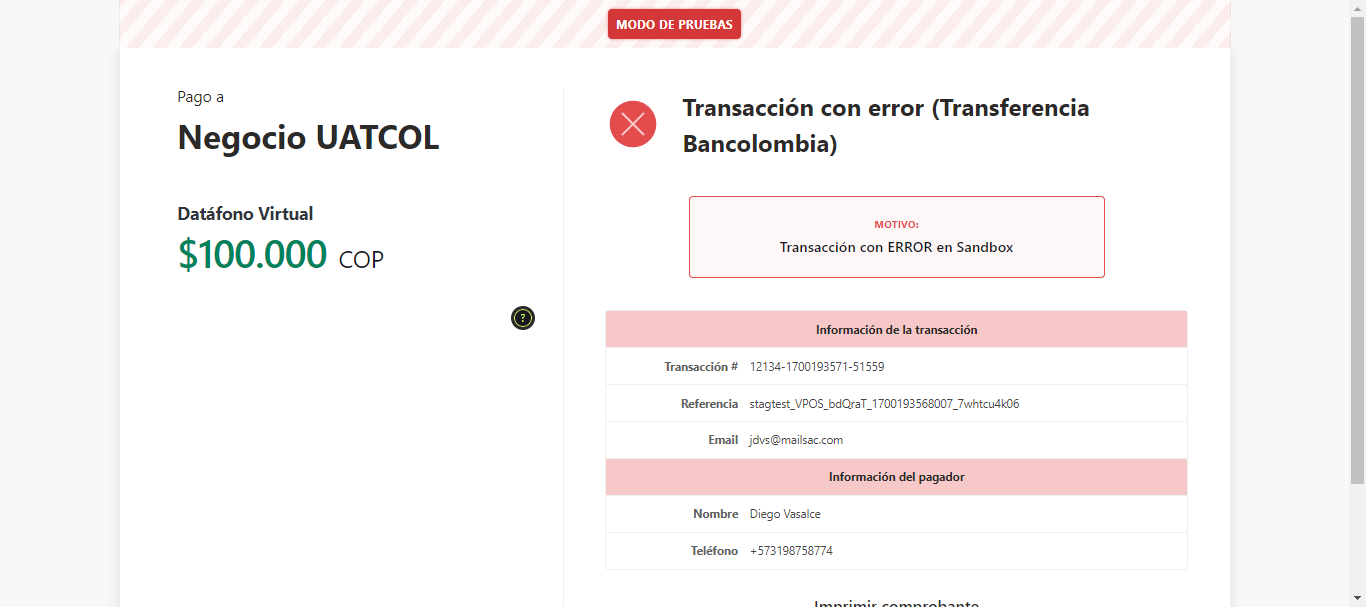 MODO DE PRUEBAS
Pago a
Negocio UATCOL
Datáfono Virtual
$100.000 COP
?
Transacción con error (Transferencia
Bancolombia)
MOTIVO:
Transacción con ERROR en Sandbox
Información de la transacción
Transacción # 12134-1700193571-51559
Referencia stagtest_VPOS_bdQraT_1700193568007_7whtcu4k06
Email jdvs@mailsac.com
Información del pagador
Nombre Diego Vasalce
Teléfono +573198758774
Imprimir comprobante